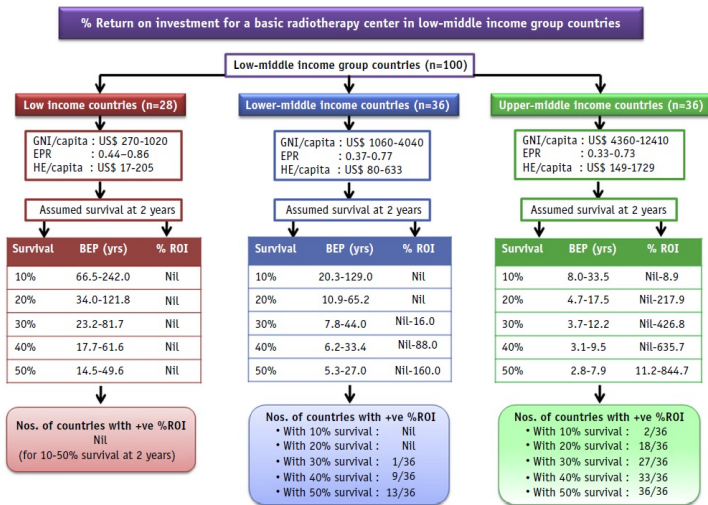 % Return on investment for a basic radiotherapy center in low-middle income group countries
Low-middle income group countries (n=100)
Low income countries (n=28)
GNI/capita : US$ 270-1020
EPR : 0.44–0.86
HE/capita : US$ 17-205
Assumed survival at 2 years
Survival BEP (yrs) % ROI
10% 66.5-242.0 Nil
20% 34.0-121.8 Nil
30% 23.2-81.7 Nil
40% 17.7-61.6 Nil
50% 14.5-49.6 Nil
Nos. of countries with +ve %ROI
Nil
(for 10-50% survival at 2 years)
Lower-middle income countries (n=36)
GNI/capita : US$ 1060-4040
EPR : 0.37-0.77
HE/capita : US$ 80-633
Assumed survival at 2 years
Survival BEP (yrs) % ROI
10% 20.3-129.0 Nil
20% 10.9-65.2 Nil
30% 7.8-44.0 Nil-16.0
40% 6.2-33.4 Nil-88.0
50% 5.3-27.0 Nil-160.0
Nos. of countries with +ve %ROI
• With 10% survival : Nil
• With 20% survival : Nil
• With 30% survival : 1/36
• With 40% survival : 9/36
• With 50% survival : 13/36
Upper-middle income countries (n=36)
GNI/capita : US$ 4360-12410
EPR : 0.33-0.73
HE/capita : US$ 149-1729
Assumed survival at 2 years
Survival BEP (yrs) % ROI
10% 8.0-33.5 Nil-8.9
20% 4.7-17.5 Nil-217.9
30% 3.7-12.2 Nil-426.8
40% 3.1-9.5 Nil-635.7
50% 2.8-7.9 11.2-844.7
Nos. of countries with +ve %ROI
• With 10% survival : 2/36
• With 20% survival : 18/36
• With 30% survival : 27/36
• With 40% survival : 33/36
• With 50% survival : 36/36